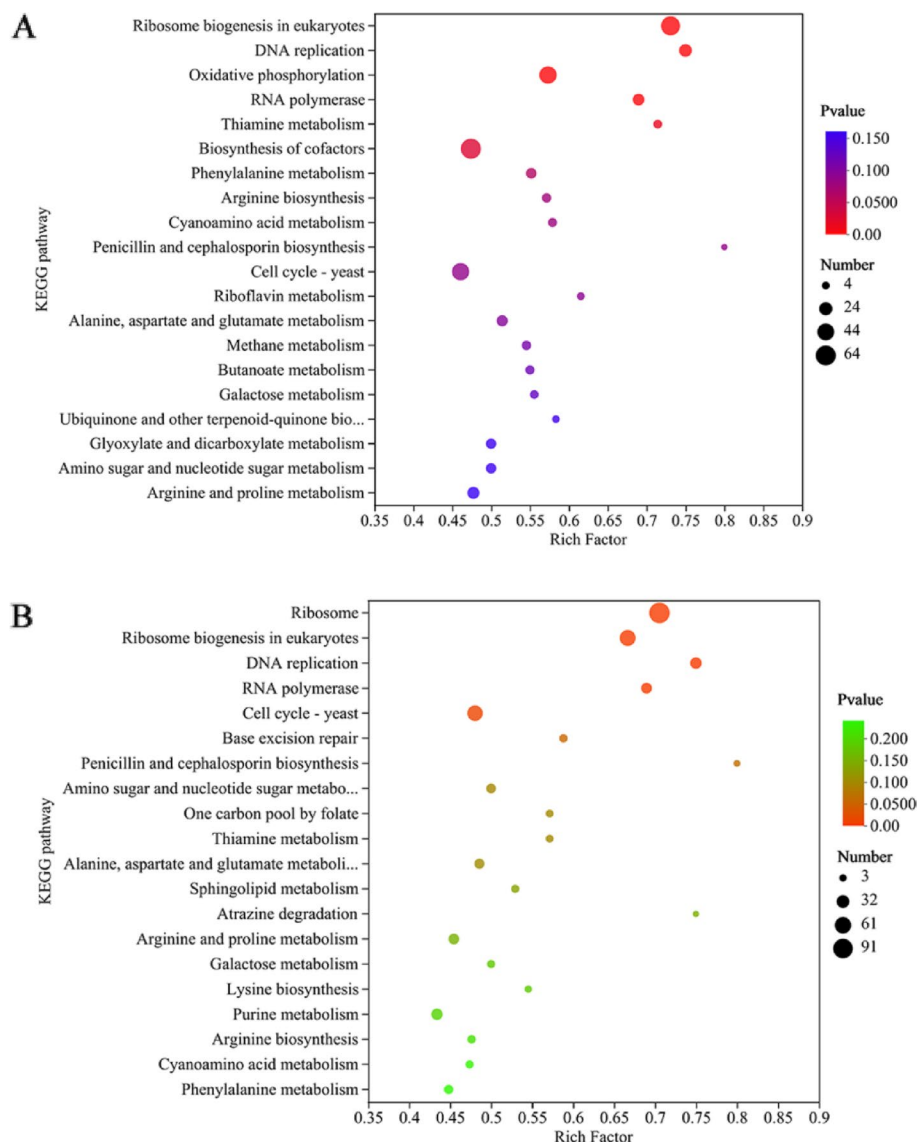 A
KEGG pathway
Ribosome biogenesis in eukaryotes
DNA replication
Oxidative phosphorylation
RNA polymerase
Thiamine metabolism
Biosynthesis of cofactors
Phenylalanine metabolism
Arginine biosynthesis
Cyanoamino acid metabolism
Penicillin and cephalosporin biosynthesis
Cell cycle - yeast
Riboflavin metabolism
Alanine, aspartate and glutamate metabolism
Methane metabolism
Butanoate metabolism
Galactose metabolism
Ubiquinone and other terpenoid-quinone bio...
Glyoxylate and dicarboxylate metabolism
Amino sugar and nucleotide sugar metabolism
Arginine and proline metabolism
0.35 0.4 0.45 0.5 0.55 0.6 0.65 0.7 0.75 0.8 0.85 0.9
Rich Factor
Pvalue
0.150
0.100
0.0500
0.00
Number
4
24
44
64
B
KEGG pathway
Ribosome
Ribosome biogenesis in eukaryotes
DNA replication
RNA polymerase
Cell cycle - yeast
Base excision repair
Penicillin and cephalosporin biosynthesis
Amino sugar and nucleotide sugar metabo...
One carbon pool by folate
Thiamine metabolism
Alanine, aspartate and glutamate metaboli...
Sphingolipid metabolism
Atrazine degradation
Arginine and proline metabolism
Galactose metabolism
Lysine biosynthesis
Purine metabolism
Arginine biosynthesis
Cyanoamino acid metabolism
Phenylalanine metabolism
0.35 0.4 0.45 0.5 0.55 0.6 0.65 0.7 0.75 0.8 0.85 0.9
Rich Factor
Pvalue
0.200
0.150
0.100
0.0500
0.00
Number
3
32
61
91